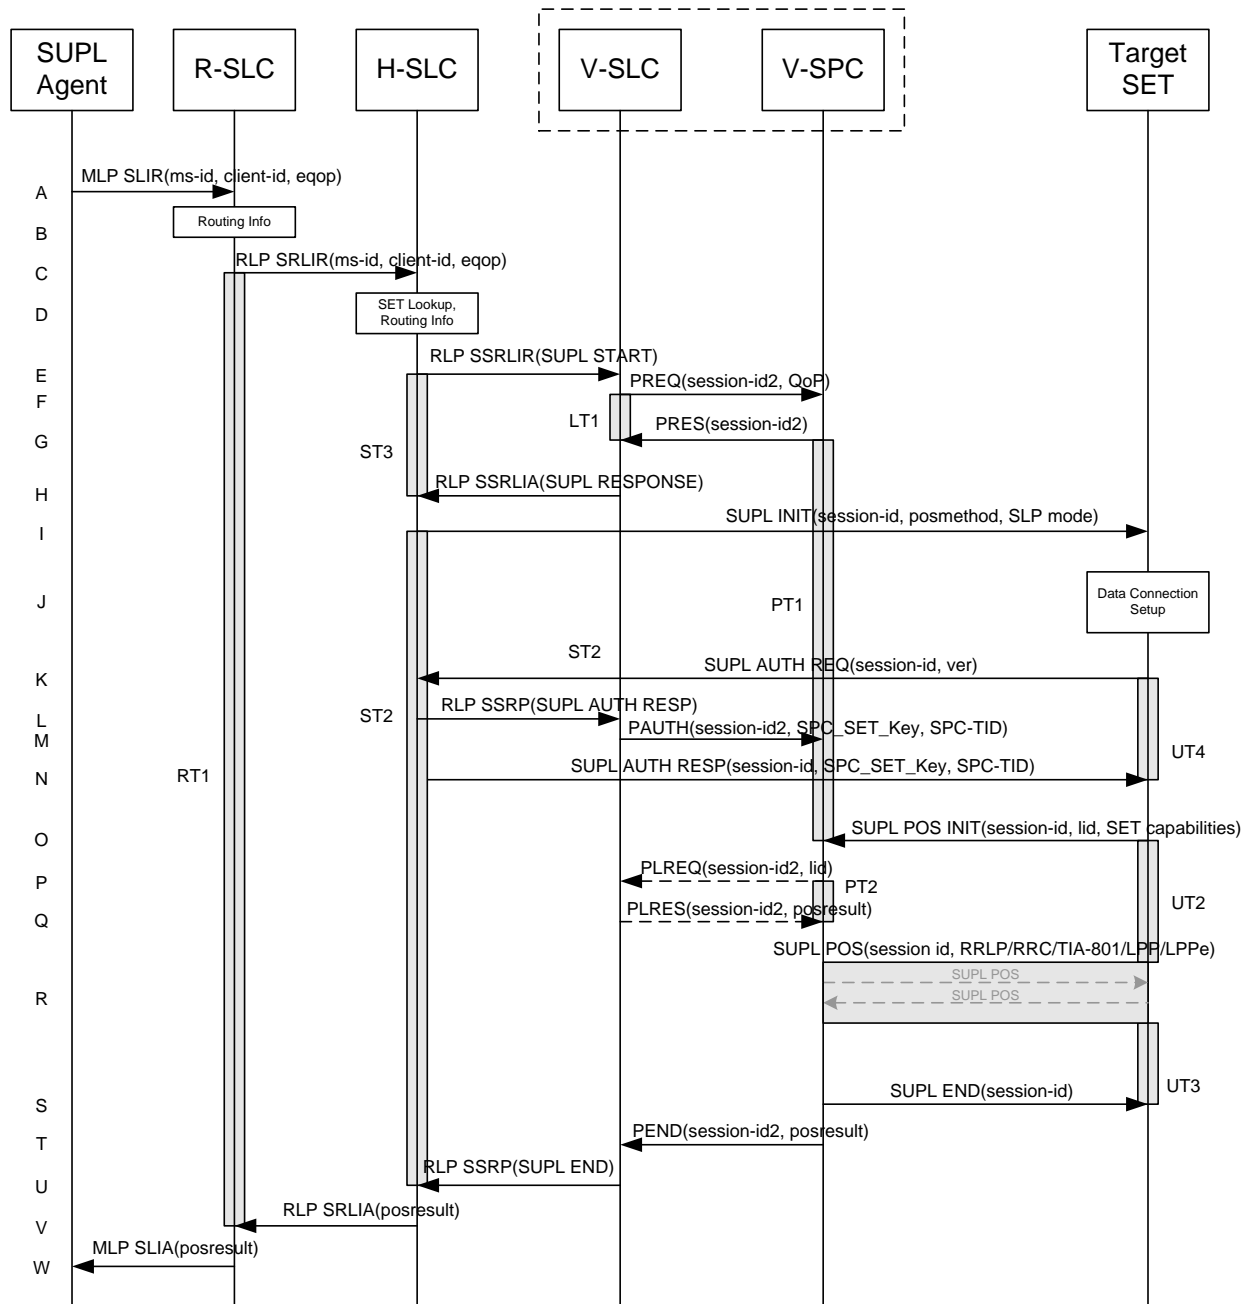 SUPL
Agent
R-SLC
H-SLC
V-SLC
V-SPC
Target
SET
A
MLP SLIR(ms-id, client-id, eqop)
B
Routing Info
C
RLP SRLIR(ms-id, client-id, eqop)
D
SET Lookup,
Routing Info
E
RLP SSRLIR(SUPL START)
F
PREQ(session-id2, QoP)
LT1
G
PRES(session-id2)
ST3
H
RLP SSRLIA(SUPL RESPONSE)
I
SUPL INIT(session-id, posmethod, SLP mode)
J
PT1
Data Connection
Setup
ST2
K
SUPL AUTH REQ(session-id, ver)
L
ST2
RLP SSRP(SUPL AUTH RESP)
M
PAUTH(session-id2, SPC_SET_Key, SPC-TID)
UT4
N
RT1
SUPL AUTH RESP(session-id, SPC_SET_Key, SPC-TID)
O
SUPL POS INIT(session-id, lid, SET capabilities)
P
PLREQ(session-id2, lid)
PT2
Q
PLRES(session-id2, posresult)
UT2
SUPL POS(session id, RRLP/RRC/TIA-801/LPP/LPPe)
SUPL POS
R
SUPL POS
UT3
S
SUPL END(session-id)
T
PEND(session-id2, posresult)
U
RLP SSRP(SUPL END)
V
RLP SRLIA(posresult)
W
MLP SLIA(posresult)